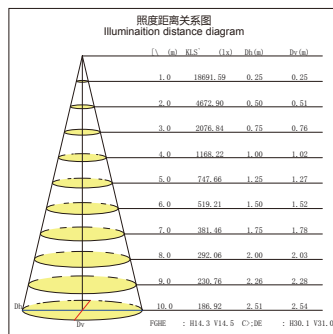 照度距离关系图
Illuminaition distance diagram
(m) KLS` (lx) Dh(m) Dv(m)
1.0 18691.59 0.25 0.25
2.0 4672.90 0.50 0.51
3.0 2076.84 0.75 0.76
4.0 1168.22 1.00 1.02
5.0 747.66 1.25 1.27
6.0 519.21 1.50 1.52
7.0 381.46 1.75 1.78
8.0 292.06 2.00 2.03
9.0 230.76 2.26 2.28
Dh 10.0 186.92 2.51 2.54
Dv
FGHE : H14.3 V14.5 :DE : H30.1 V31.0